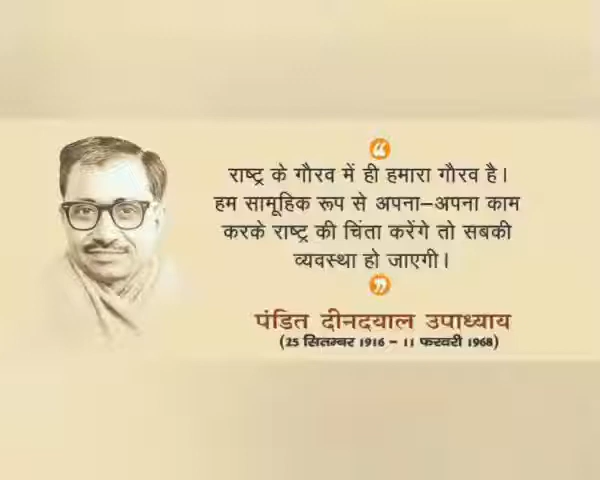 “
राष्ट्र के गौरव में ही हमारा गौरव है।
हम सामूहिक रूप से अपना–अपना काम
करके राष्ट्र की चिंता करेंगे तो सबकी
व्यवस्था हो जाएगी।
”
पंडित दीनदयाल उपाध्याय
(25 सितम्बर 1916 – 11 फरवरी 1968)